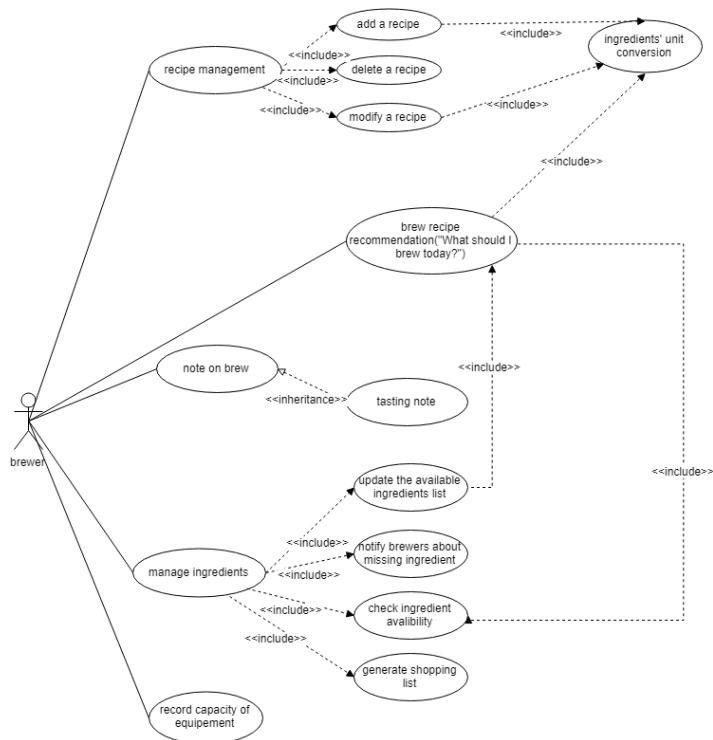 add a recipe
<<include>>
ingredients' unit
conversion
<<include>>
recipe management
delete a recipe
<<include>>
<<include>>
<<include>>
modify a recipe
<<include>>
brew recipe
recommendation("What should I
brew today?")
note on brew
<<include>>
<<inheritance>>
tasting note
brewer
update the available
ingredients list
<<include>>
<<include>>
notify brewers about
missing ingredient
manage ingredients
<<include>>
check ingredient
avalibility
<<include>>
<<include>>
generate shopping
list
record capacity of
equipement